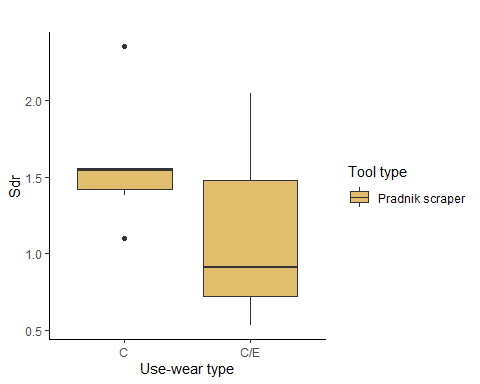 Sdr
2.0
1.5
1.0
0.5
C
C/E
Use-wear type
Tool type
Pradnik scraper